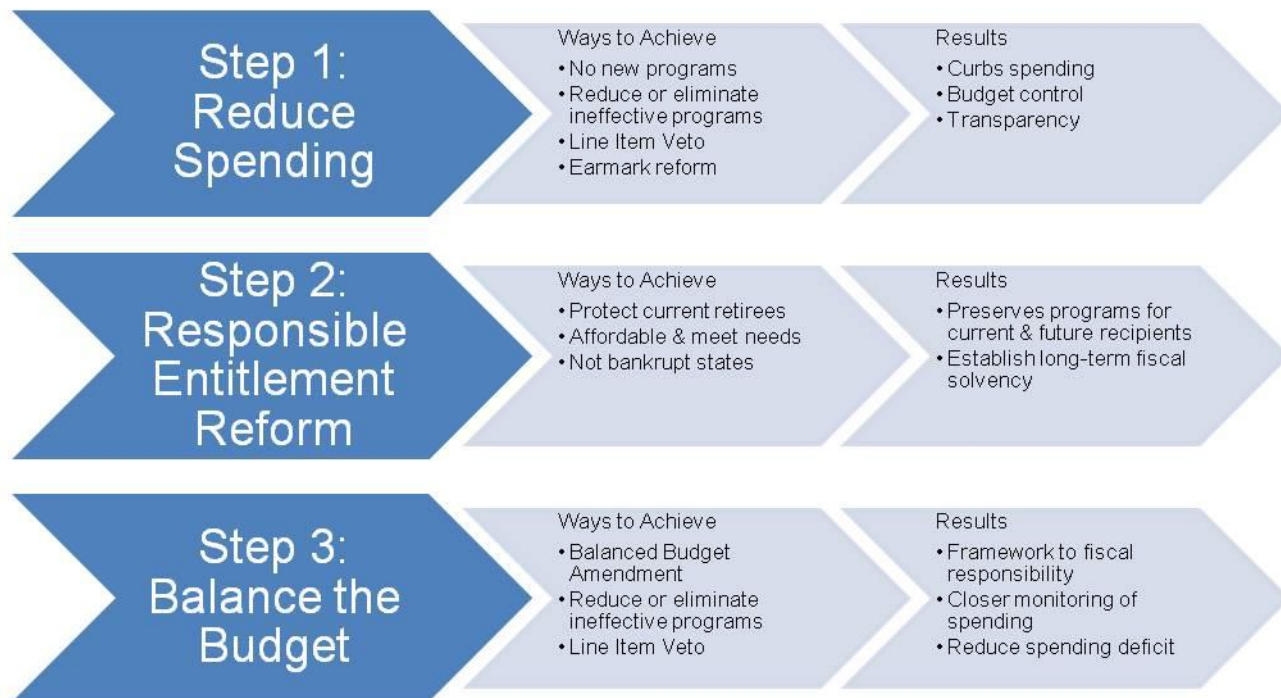 Step 1:
Reduce
Spending
Ways to Achieve
• No new programs
• Reduce or eliminate
ineffective programs
• Line Item Veto
• Earmark reform
Results
• Curbs spending
• Budget control
• Transparency
Step 2:
Responsible
Entitlement
Reform
Ways to Achieve
• Protect current retirees
• Affordable & meet needs
• Not bankrupt states
Results
• Preserves programs for
current & future recipients
• Establish long-term fiscal
solvency
Step 3:
Balance the
Budget
Ways to Achieve
• Balanced Budget
Amendment
• Reduce or eliminate
ineffective programs
• Line Item Veto
Results
• Framework to fiscal
responsibility
• Closer monitoring of
spending
• Reduce spending deficit